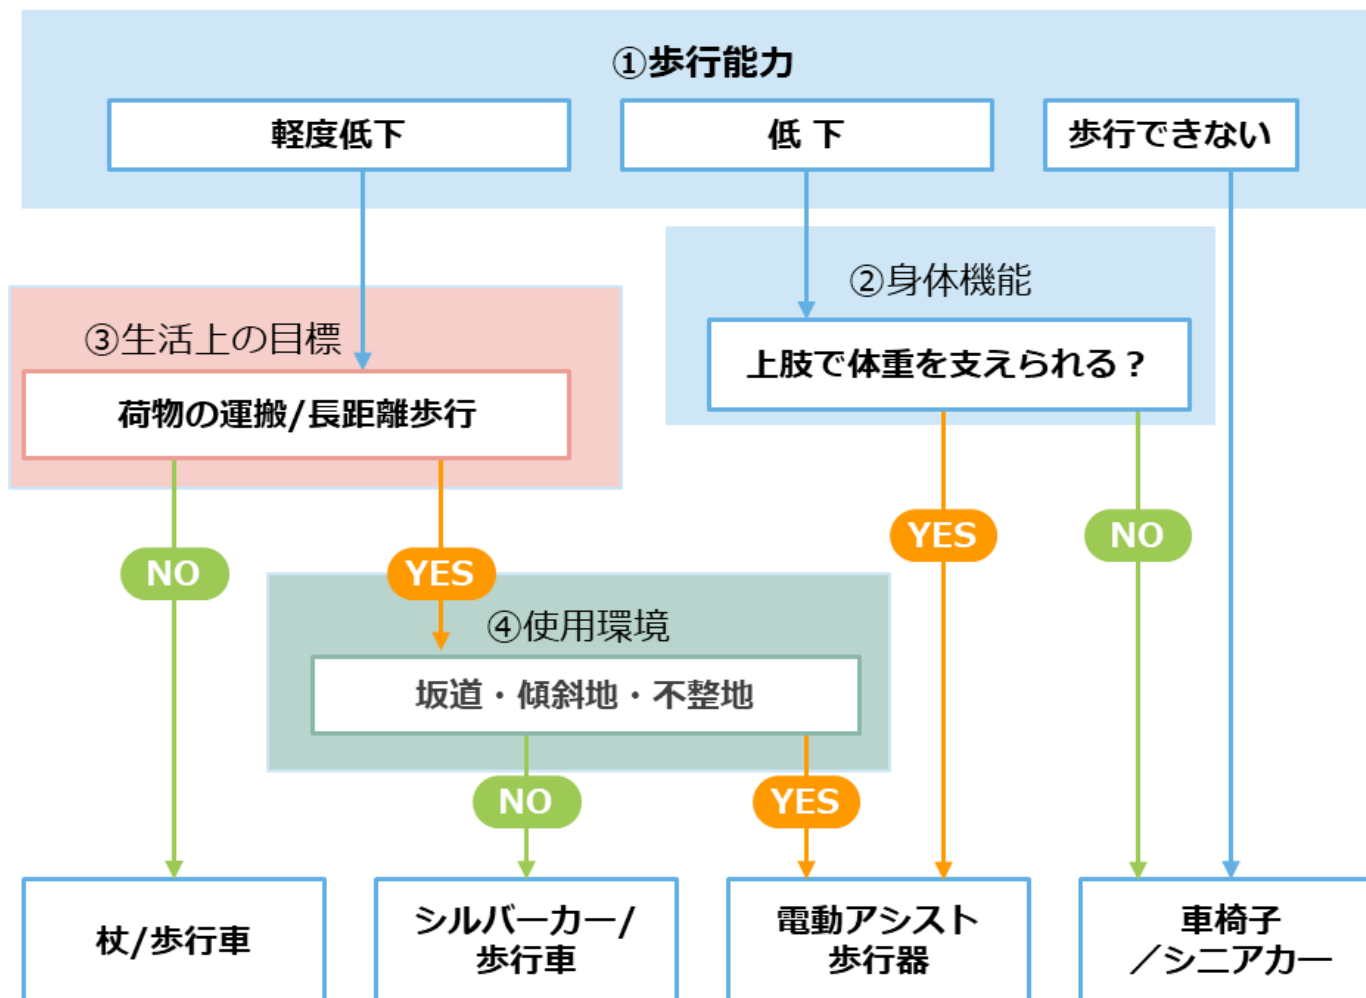 ①歩行能力
軽度低下
低 下
歩行できない
②身体機能
上肢で体重を支えられる？
③生活上の目標
荷物の運搬/長距離歩行
YES
NO
NO
YES
④使用環境
坂道・傾斜地・不整地
NO
YES
杖/歩行車
シルバーカー/
歩行車
電動アシスト
歩行器
車椅子
／シニアカー